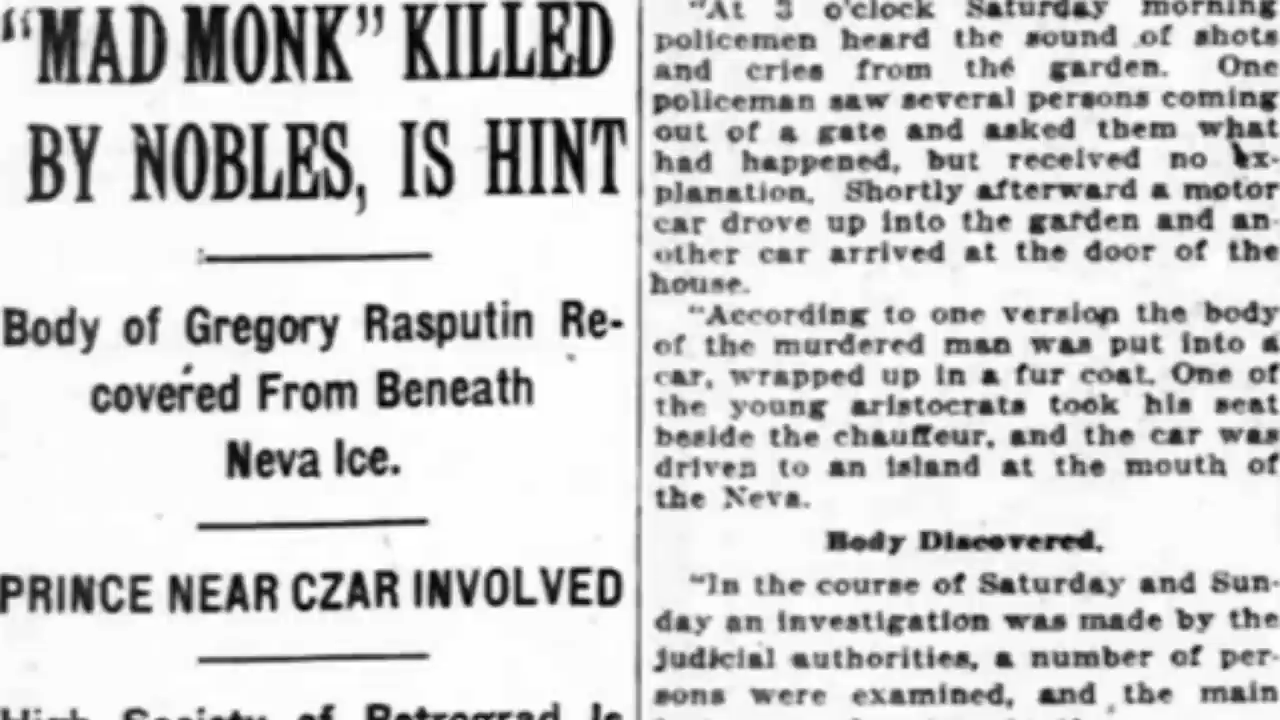 “MAD MONK” KILLED
BY NOBLES, IS HINT
Body of Gregory Rasputin Re-
covered From Beneath
Neva Ice.
PRINCE NEAR CZAR INVOLVED
High Society of Petrograd Is
“At 3 o'clock Saturday morning
policemen heard the sound of shots
and cries from the garden. One
policeman saw several persons coming
out of a gate and asked them what
had happened, but received no ex-
planation. Shortly afterward a motor
car drove up into the garden and an-
other car arrived at the door of the
house.
“According to one version the body
of the murdered man was put into a
car, wrapped up in a fur coat. One of
the young aristocrats took his seat
beside the chauffeur, and the car was
driven to an island at the mouth of
the Neva.
Body Discovered.
“In the course of Saturday and Sun-
day an investigation was made by the
judicial authorities, a number of per-
sons were examined, and the main